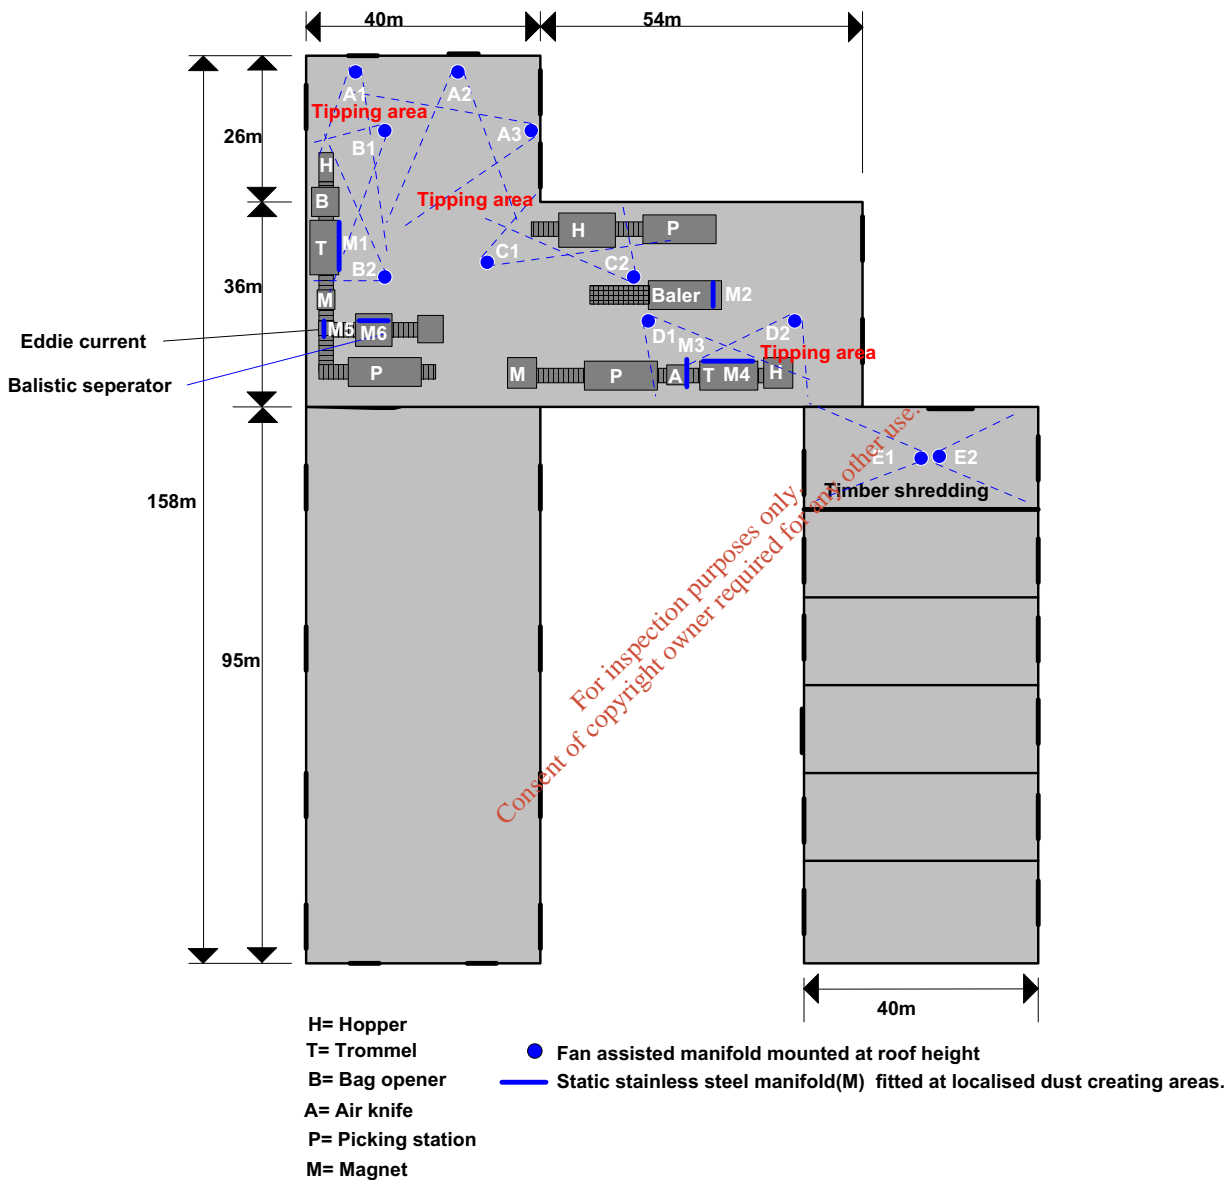 40m
54m
A1
A2
Tipping area
A3
26m
B1
H
B
Tipping area
H
P
T
M1
C1
B2
C2
36m
M
Baler
M2
Eddie current
M5
M6
D1
D2
M3
Tipping area
Balistic seperator
P
M
P
A
T
M4
H
E1
E2
Timber shredding
158m
For inspection purposes only.
Consent of copyright owner required for any other use.
95m
40m
H= Hopper
T= Trommel
B= Bag opener
A= Air knife
P= Picking station
M= Magnet
Fan assisted manifold mounted at roof height
Static stainless steel manifold(M) fitted at localised dust creating areas.